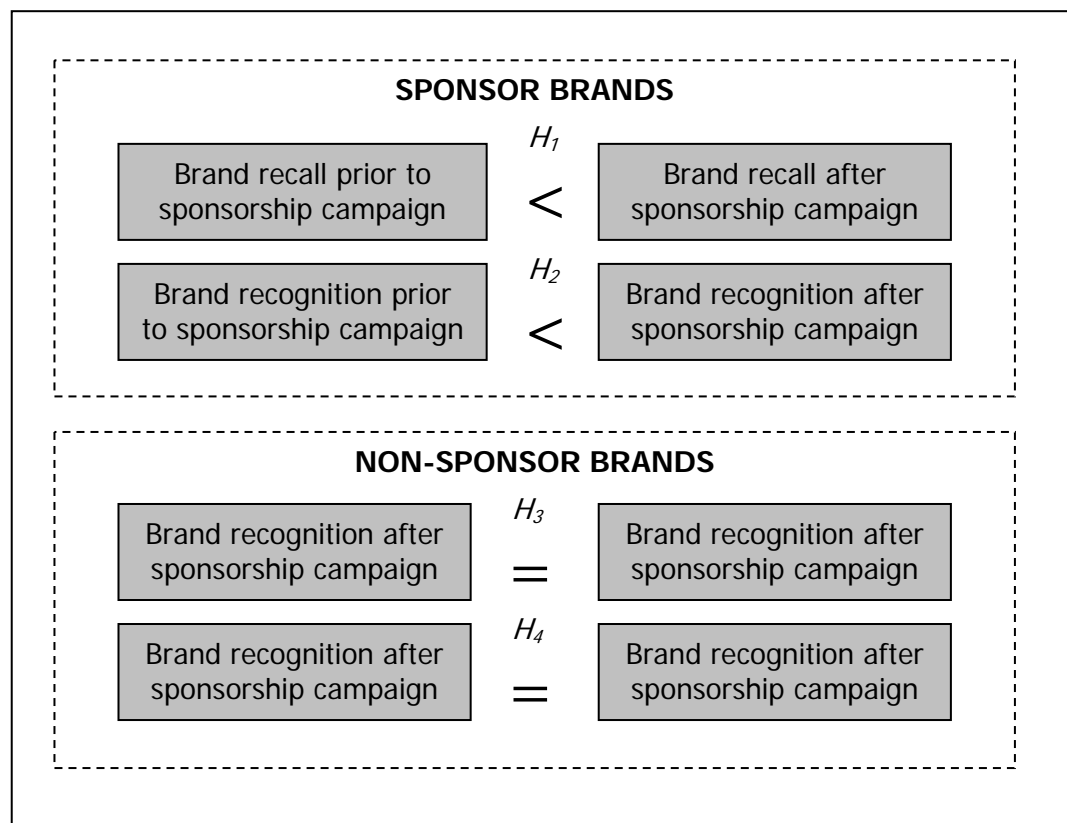 SPONSOR BRANDS
H1
Brand recall prior to
sponsorship campaign
<
Brand recall after
sponsorship campaign
H2
Brand recognition prior
to sponsorship campaign
<
Brand recognition after
sponsorship campaign
NON-SPONSOR BRANDS
H3
Brand recognition after
sponsorship campaign
=
Brand recognition after
sponsorship campaign
H4
Brand recognition after
sponsorship campaign
=
Brand recognition after
sponsorship campaign